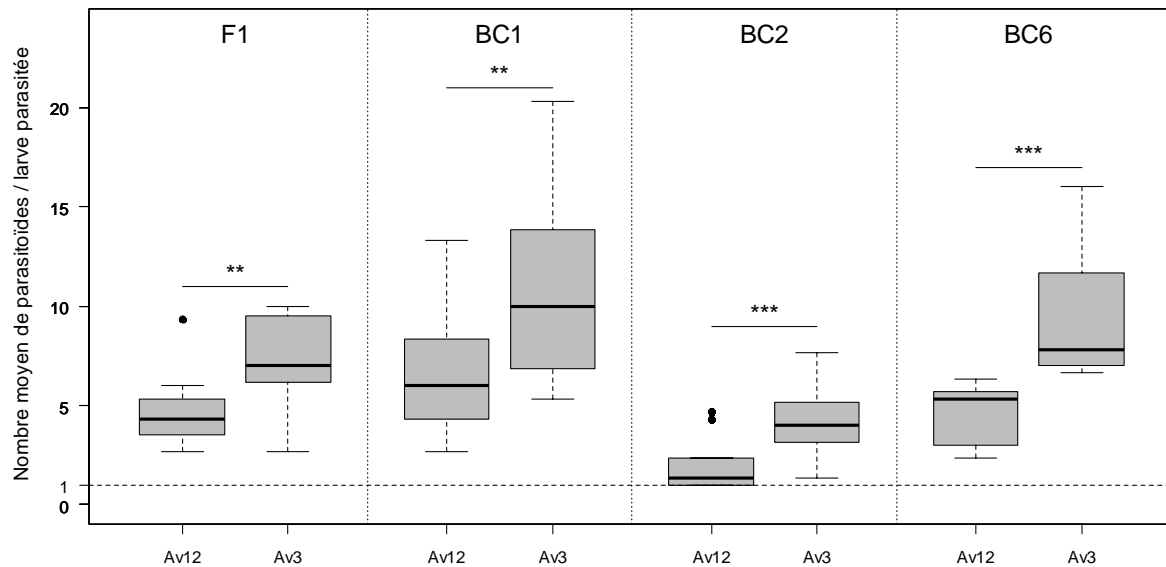 F1 BC1 BC2 BC6
** ** *** ***
Nombre moyen de parasitoïdes / larve parasitée
20
15
10
5
1
0
Av12 Av3 Av12 Av3 Av12 Av3 Av12 Av3